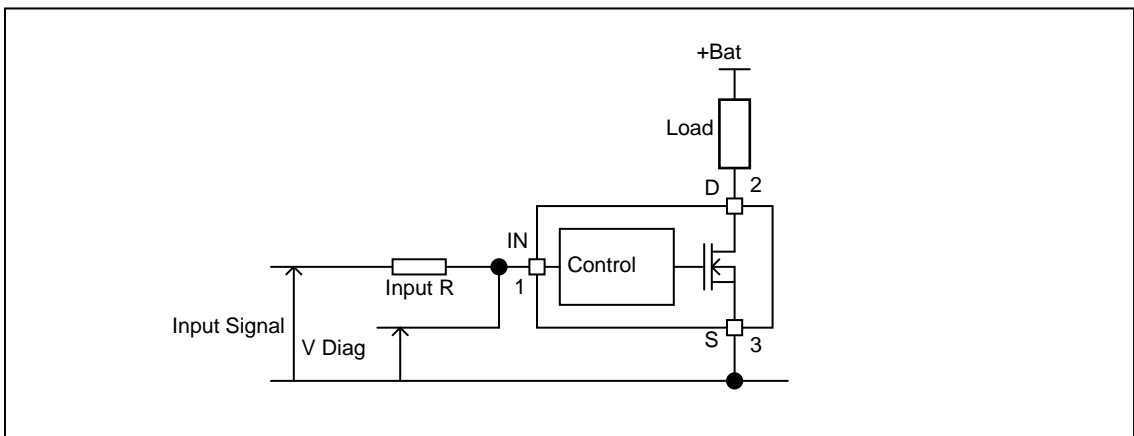 +Bat
Load
D 2
IN
Control
1
Input R
Input Signal
V Diag
S 3